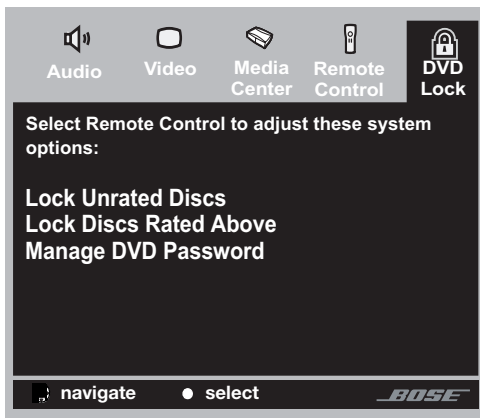 Audio
Video
Media
Center
Remote
Control
DVD
Lock
Select Remote Control to adjust these system
options:
Lock Unrated Discs
Lock Discs Rated Above
Manage DVD Password
navigate
select
BOSE